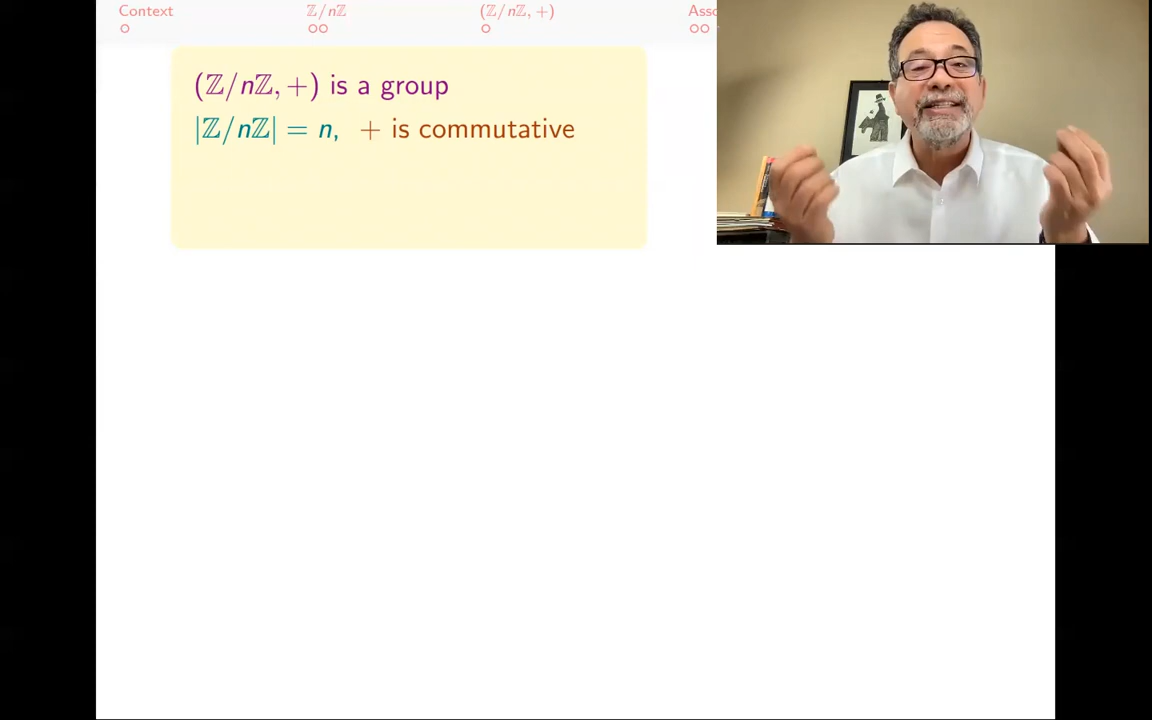 Context
ℤ/nℤ
(ℤ/nℤ, +)
(ℤ/nℤ, +) is a group
|ℤ/nℤ| = n, + is commutative